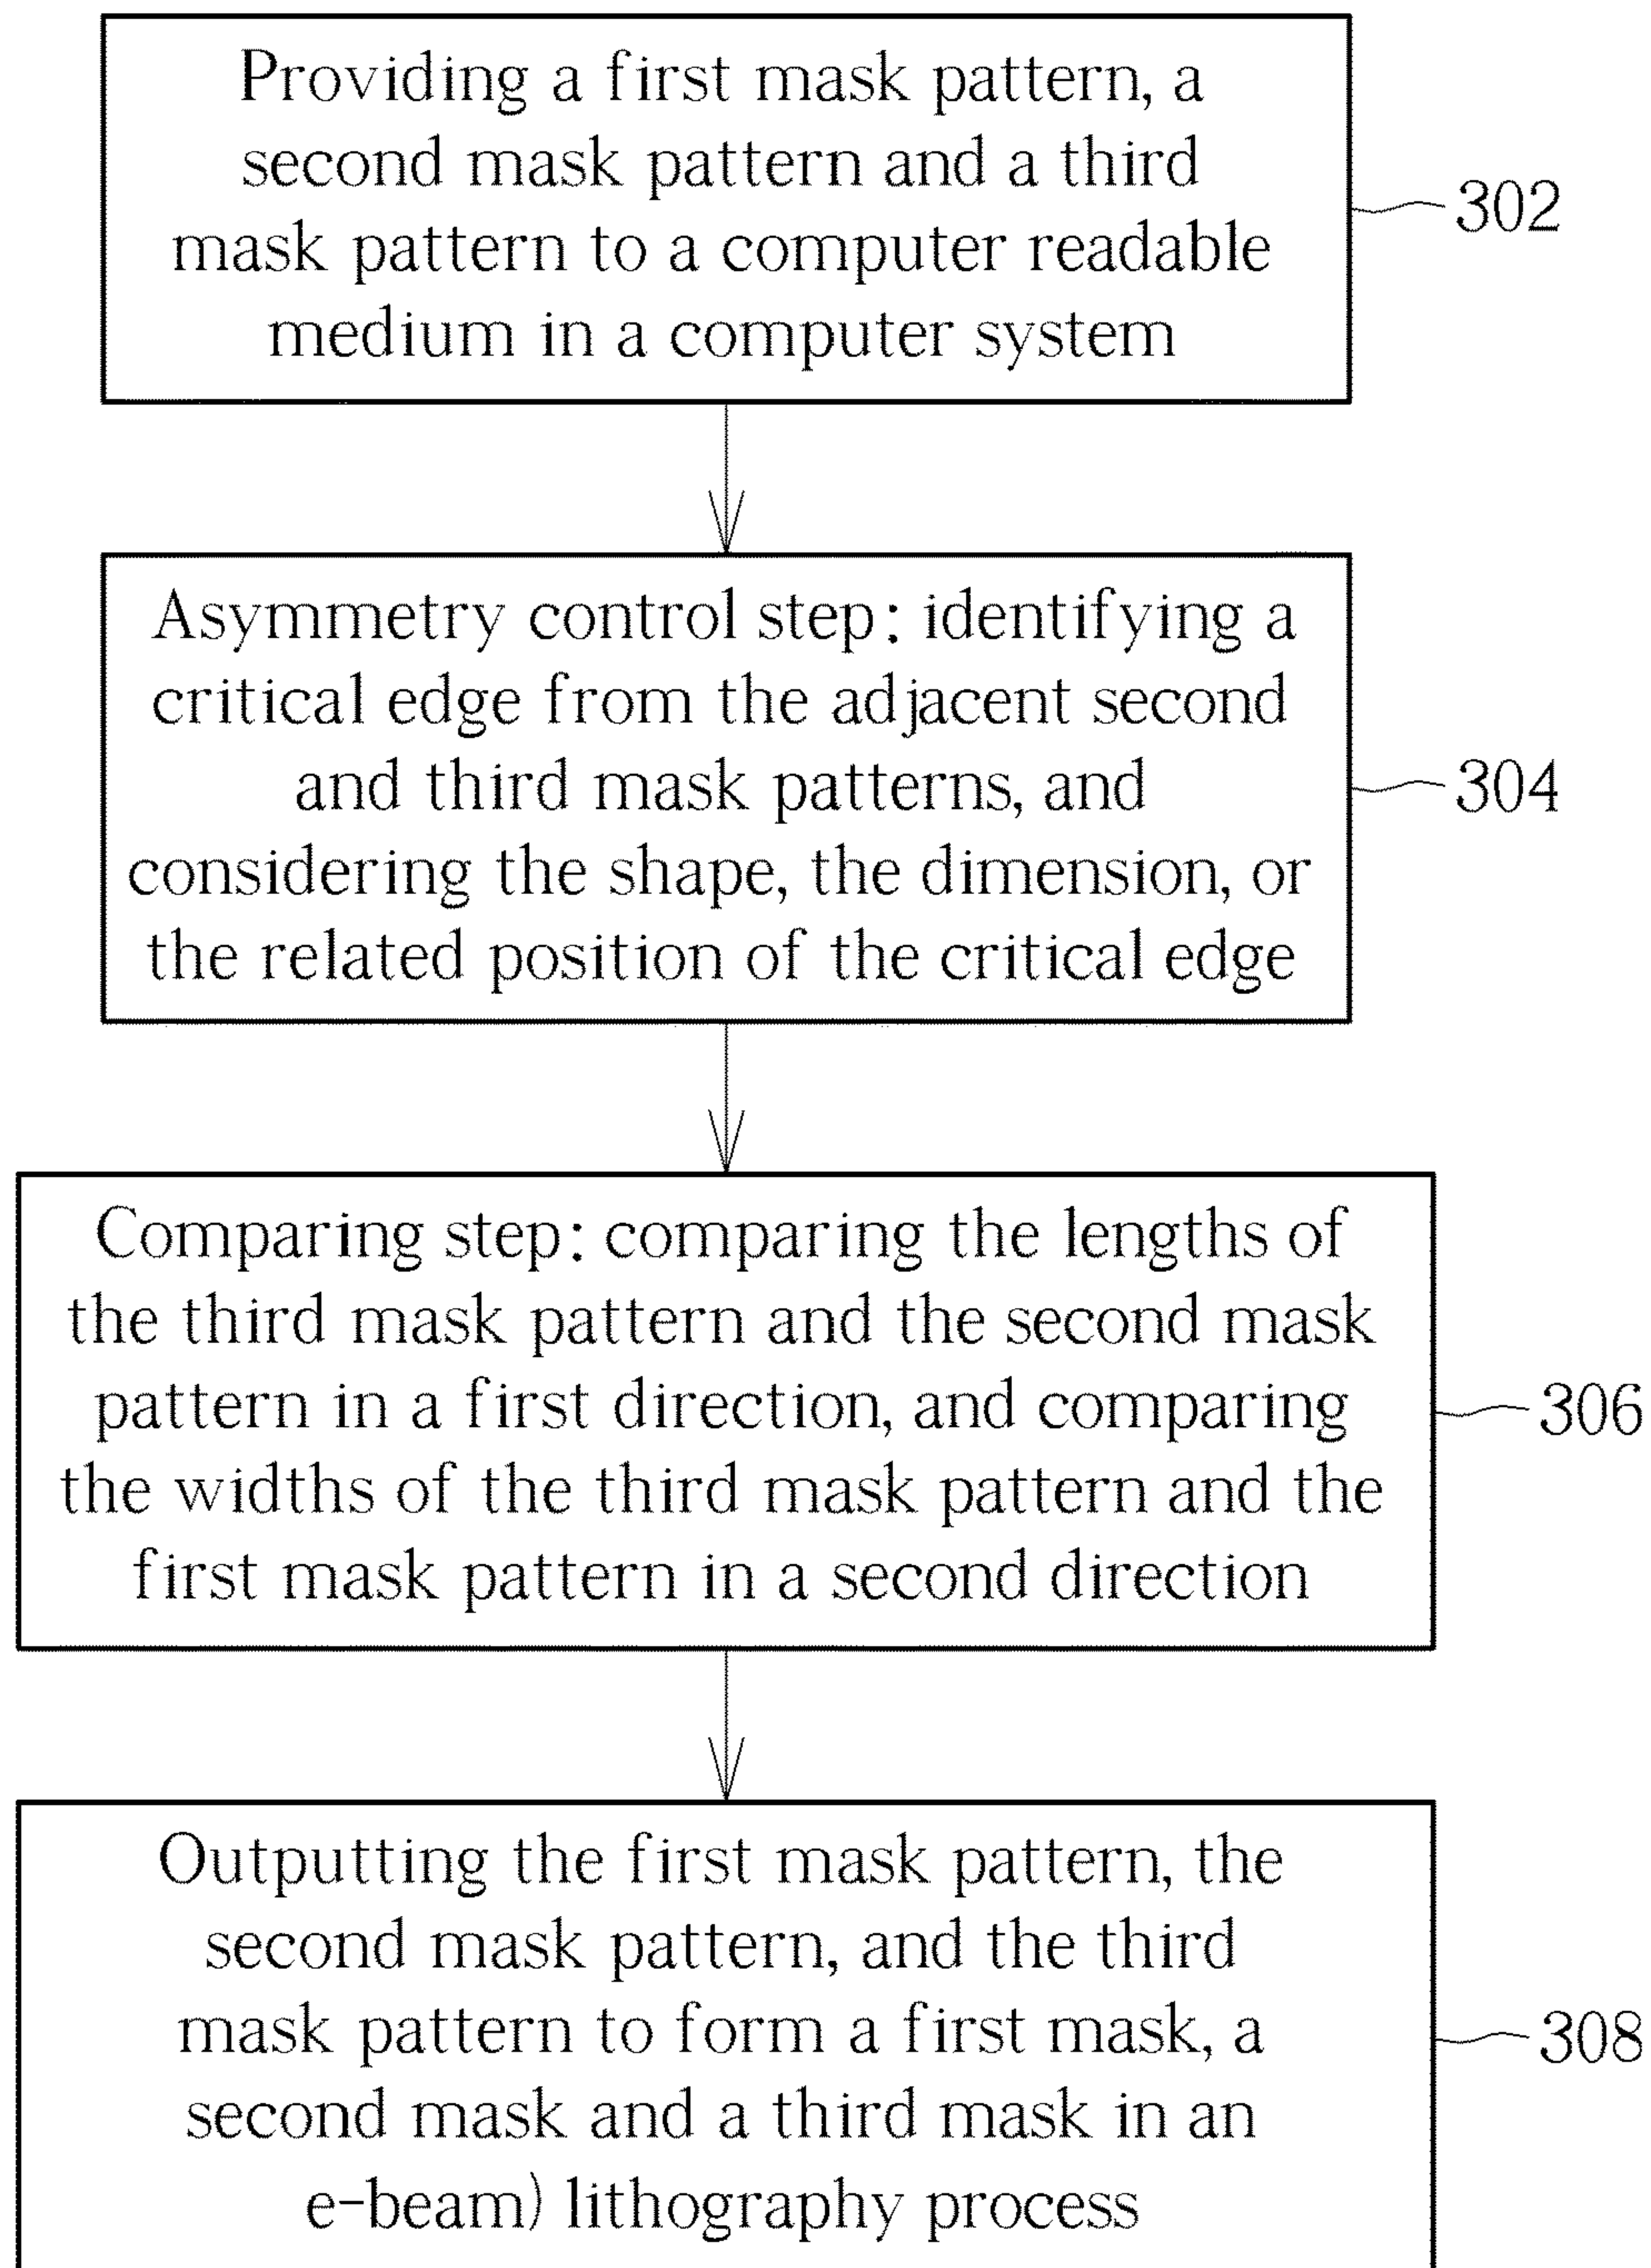 Providing a first mask pattern, a
second mask pattern and a third
mask pattern to a computer readable
medium in a computer system
302
Asymmetry control step: identifying a
critical edge from the adjacent second
and third mask patterns, and
considering the shape, the dimension, or
the related position of the critical edge
304
Comparing step: comparing the lengths of
the third mask pattern and the second mask
pattern in a first direction, and comparing
the widths of the third mask pattern and the
first mask pattern in a second direction
306
Outputting the first mask pattern, the
second mask pattern, and the third
mask pattern to form a first mask, a
second mask and a third mask in an
e-beam) lithography process
308